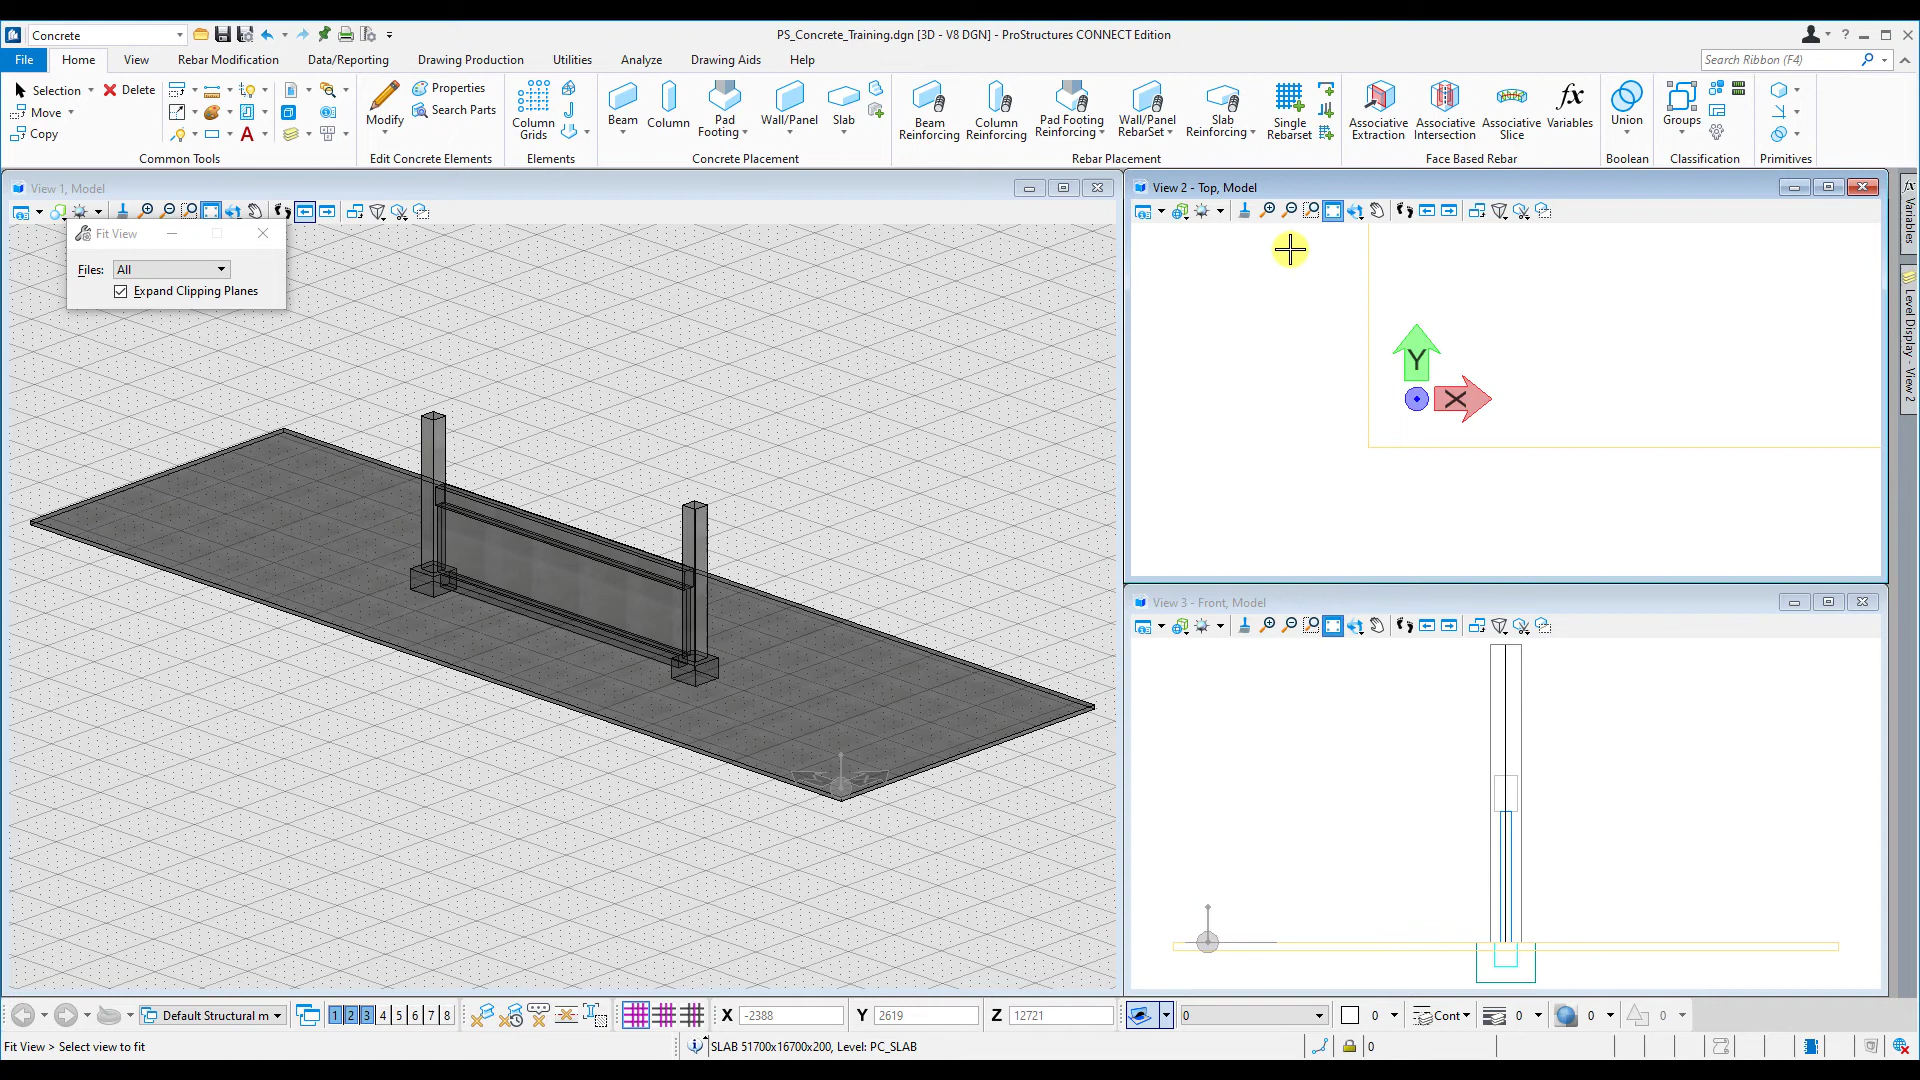 Concrete
PS_Concrete_Training.dgn [3D - V8 DGN] - ProStructures CONNECT Edition
File Home View Rebar Modification Data/Reporting Drawing Production Utilities Analyze Drawing Aids Help
Search Ribbon (F4)
Selection Delete
Move
Copy
Common Tools
Modify
Properties
Search Parts
Edit Concrete Elements
Column Grids
Elements
Beam
Column
Pad Footing
Wall/Panel
Slab
Concrete Placement
Beam Reinforcing
Column Reinforcing
Pad Footing Reinforcing
Wall/Panel RebarSet
Slab Reinforcing
Single Rebarset
Rebar Placement
Associative Extraction
Associative Intersection
Associative Slice
fx
Variables
Face Based Rebar
Union
Boolean
Groups
Classification
Primitives
View 1, Model
Fit View
Files: All
Expand Clipping Planes
View 2 - Top, Model
Y
X
View 3 - Front, Model
fx Variables
Level Display - View 2
Default Structural m
1 2 3 4 5 6 7 8
X -2388 Y 2619 Z 12721
0
0
Cont
0
0
0
Fit View > Select view to fit
SLAB 51700x16700x200, Level: PC_SLAB
0